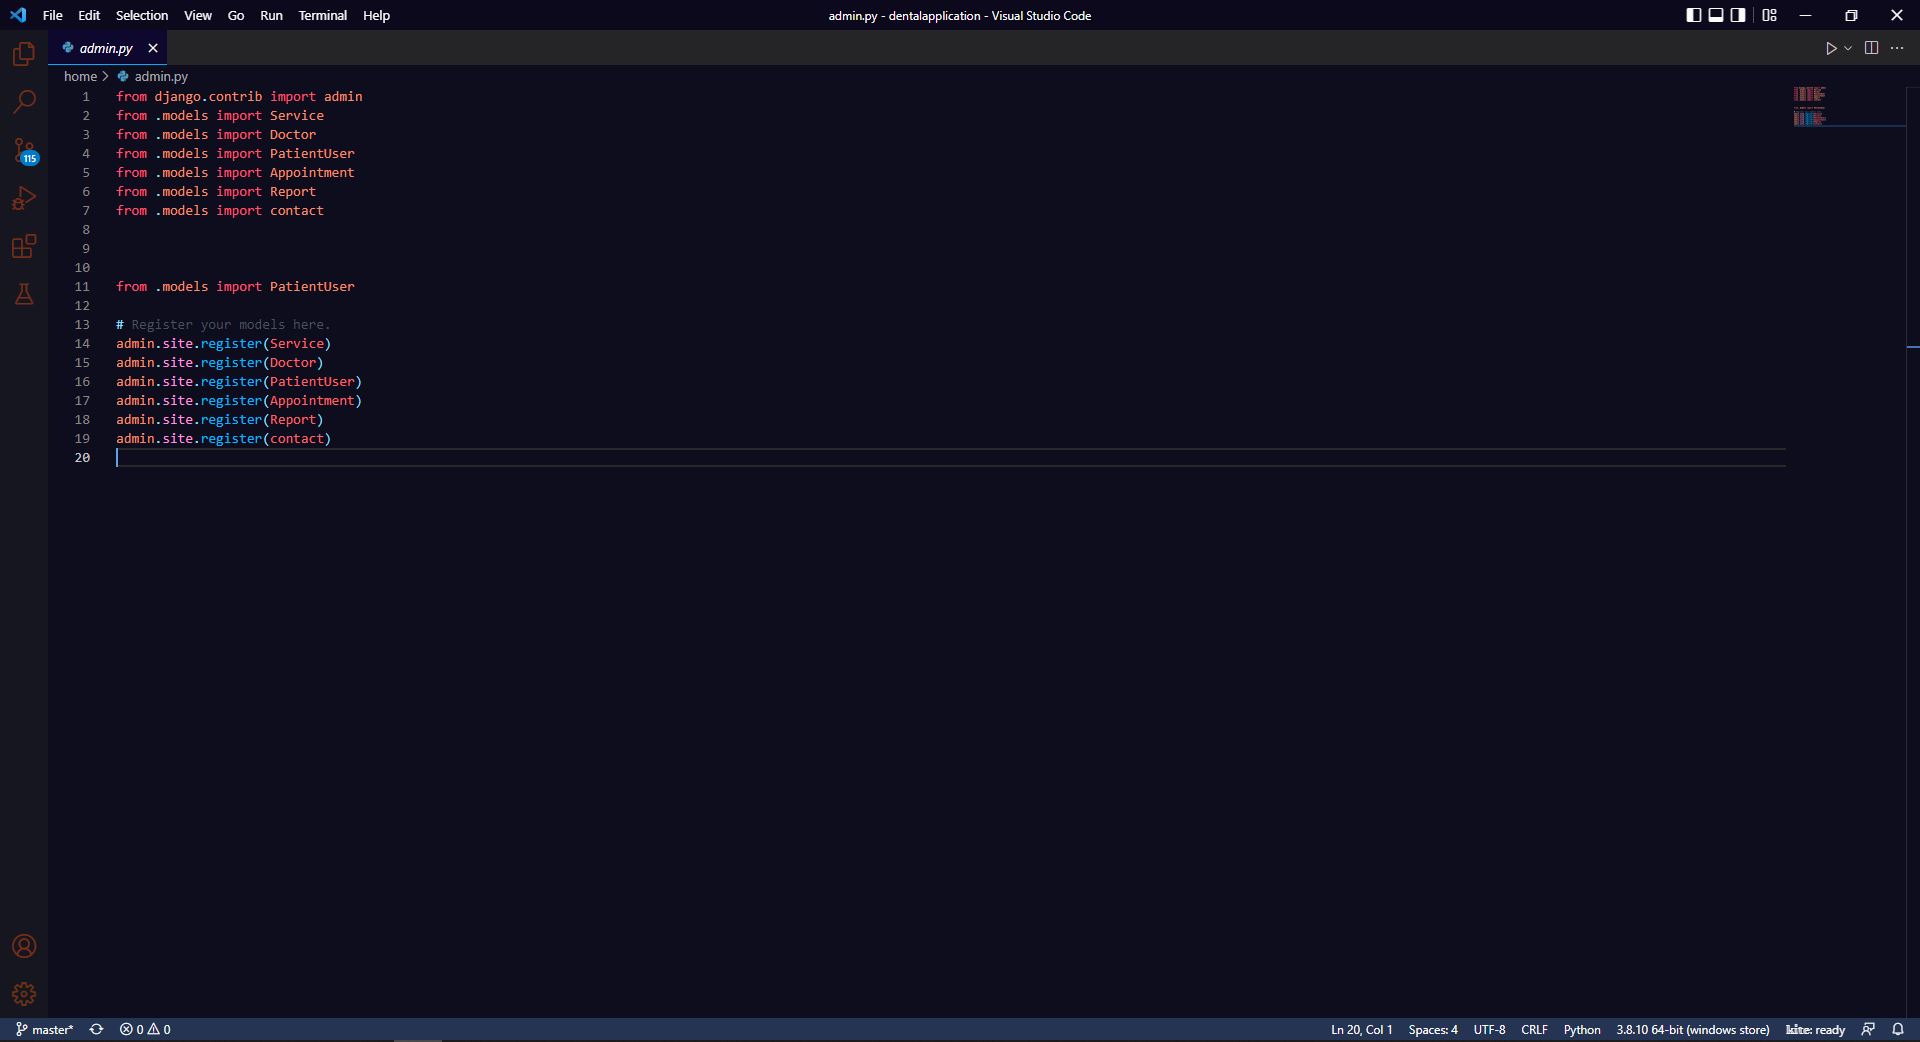 File Edit Selection View Go Run Terminal Help
admin.py - dentalapplication - Visual Studio Code
admin.py
home > admin.py
115
1 from django.contrib import admin
2 from .models import Service
3 from .models import Doctor
4 from .models import PatientUser
5 from .models import Appointment
6 from .models import Report
7 from .models import contact
8
9
10
11 from .models import PatientUser
12
13 # Register your models here.
14 admin.site.register(Service)
15 admin.site.register(Doctor)
16 admin.site.register(PatientUser)
17 admin.site.register(Appointment)
18 admin.site.register(Report)
19 admin.site.register(contact)
20
master* 0 0 Ln 20, Col 1 Spaces: 4 UTF-8 CRLF Python 3.8.10 64-bit (windows store) kite: ready